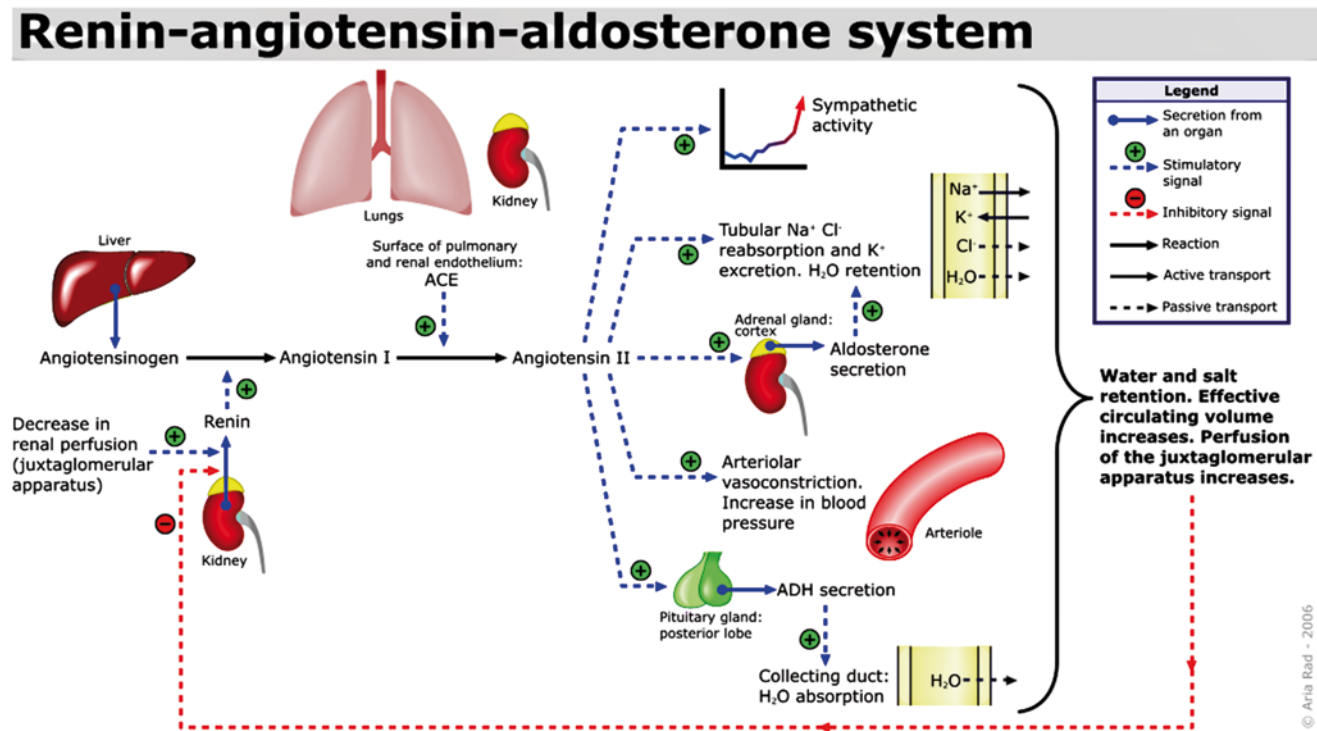 Renin-angiotensin-aldosterone system
Liver
Angiotensinogen
Lungs
Kidney
Surface of pulmonary
and renal endothelium:
ACE
+
Angiotensin I
Angiotensin II
+
Renin
Decrease in
renal perfusion
(juxtaglomerular
apparatus)
+
−
Kidney
+
Sympathetic
activity
+
Tubular Na⁺ Cl⁻
reabsorption and K⁺
excretion. H₂O retention
+
+
Adrenal gland:
cortex
Aldosterone
secretion
+
Arteriolar
vasoconstriction.
Increase in blood
pressure
Arteriole
+
Pituitary gland:
posterior lobe
ADH secretion
+
Collecting duct:
H₂O absorption
H₂O
Na⁺
K⁺
Cl⁻
H₂O
Legend
Secretion from
an organ
+
Stimulatory
signal
−
Inhibitory signal
Reaction
Active transport
Passive transport
Water and salt
retention. Effective
circulating volume
increases. Perfusion
of the juxtaglomerular
apparatus increases.
© Aria Rad - 2006